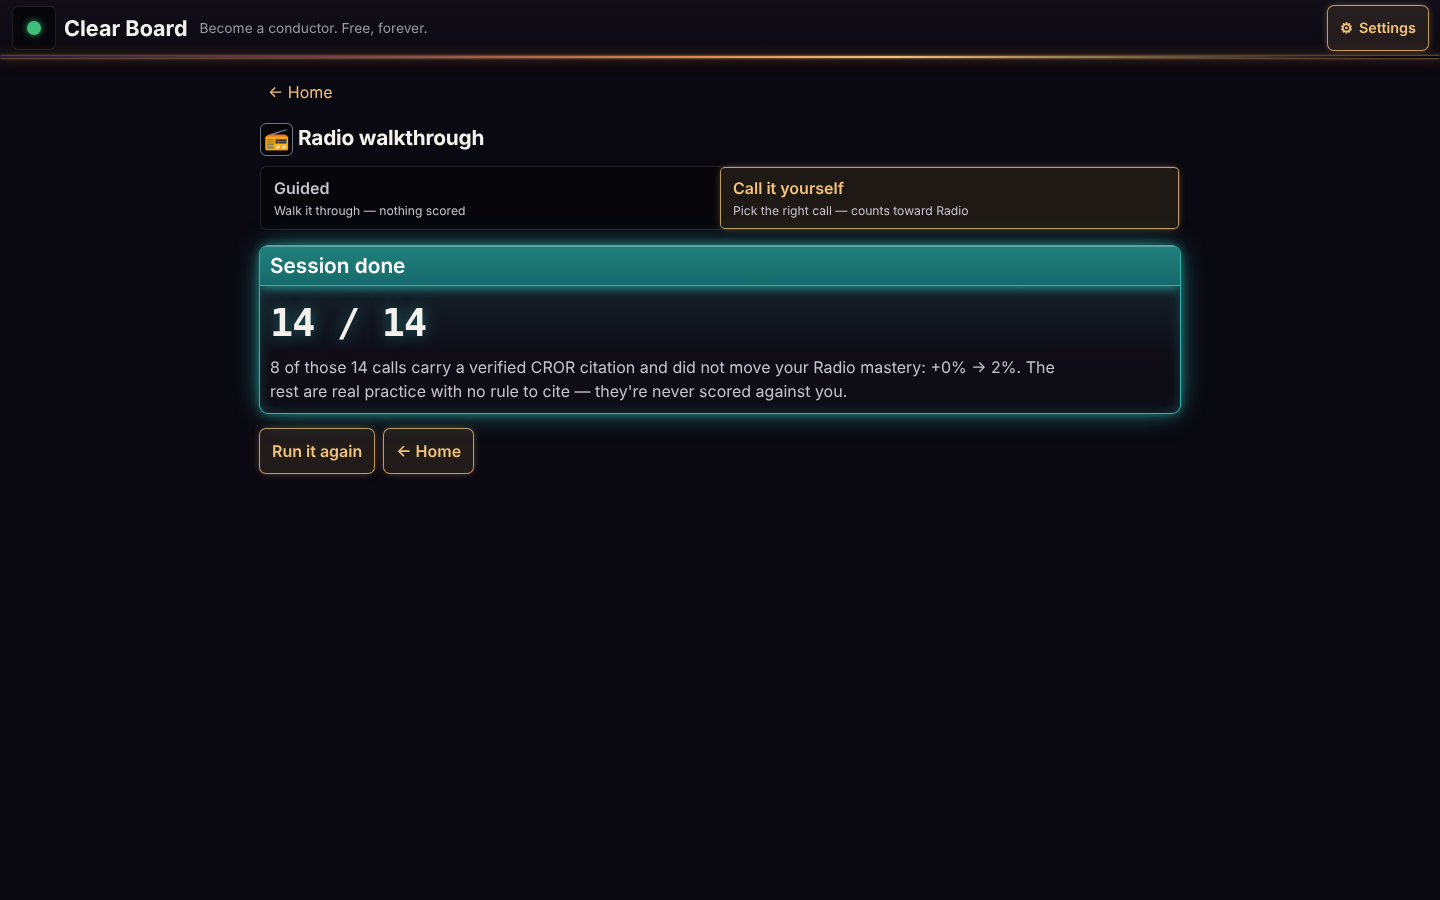 Clear Board Become a conductor. Free, forever. ⚙ Settings
← Home
Radio walkthrough
Guided
Walk it through — nothing scored
Call it yourself
Pick the right call — counts toward Radio
Session done
14 / 14
8 of those 14 calls carry a verified CROR citation and did not move your Radio mastery: +0% → 2%. The
rest are real practice with no rule to cite — they're never scored against you.
Run it again ← Home